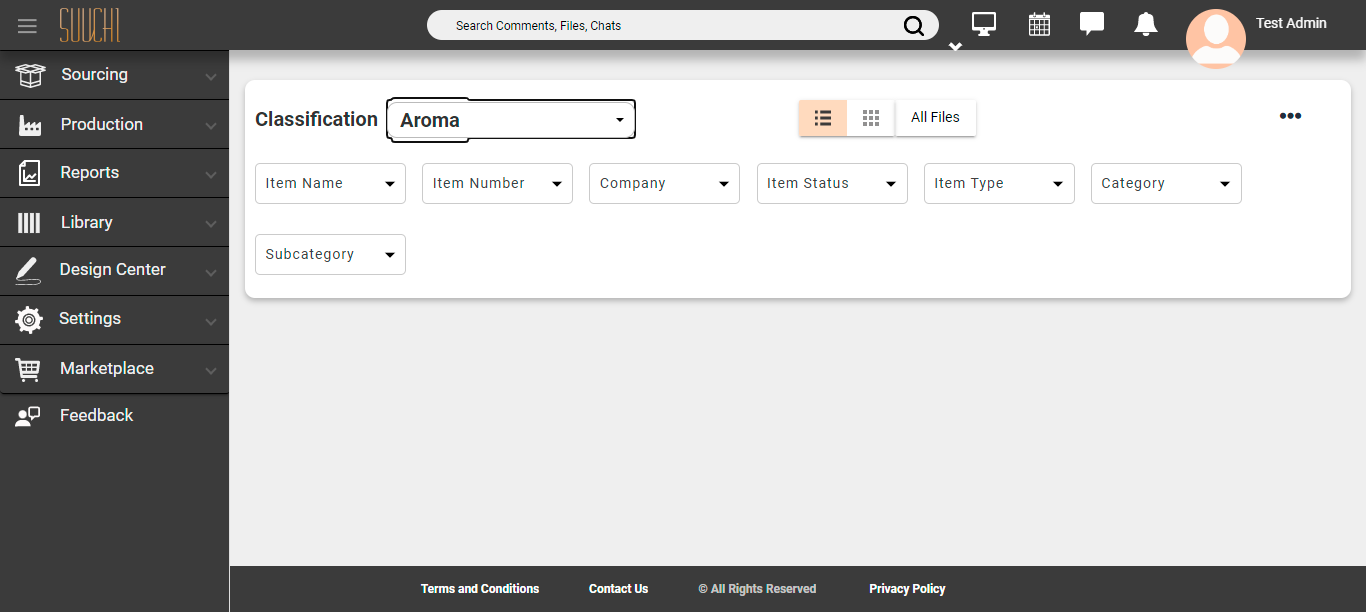 SUUCHI
Search Comments, Files, Chats
Test Admin
Sourcing
Production
Reports
Library
Design Center
Settings
Marketplace
Feedback
Classification
Aroma
All Files
Item Name
Item Number
Company
Item Status
Item Type
Category
Subcategory
Terms and Conditions
Contact Us
© All Rights Reserved
Privacy Policy